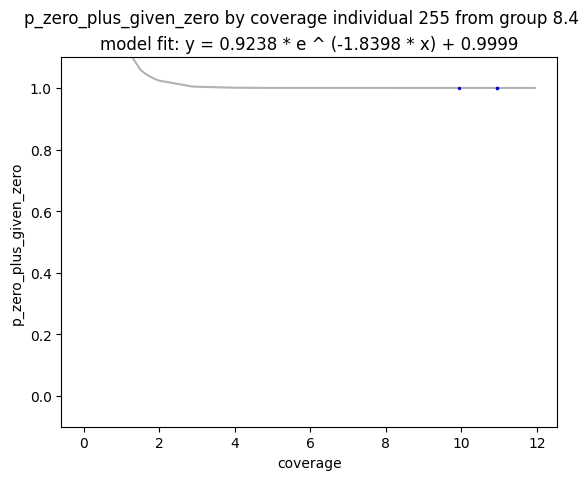 p_zero_plus_given_zero by coverage individual 255 from group 8.4
model fit: y = 0.9238 * e ^ (-1.8398 * x) + 0.9999
1.0
0.8
0.6
0.4
0.2
0.0
p_zero_plus_given_zero
0 2 4 6 8 10 12
coverage